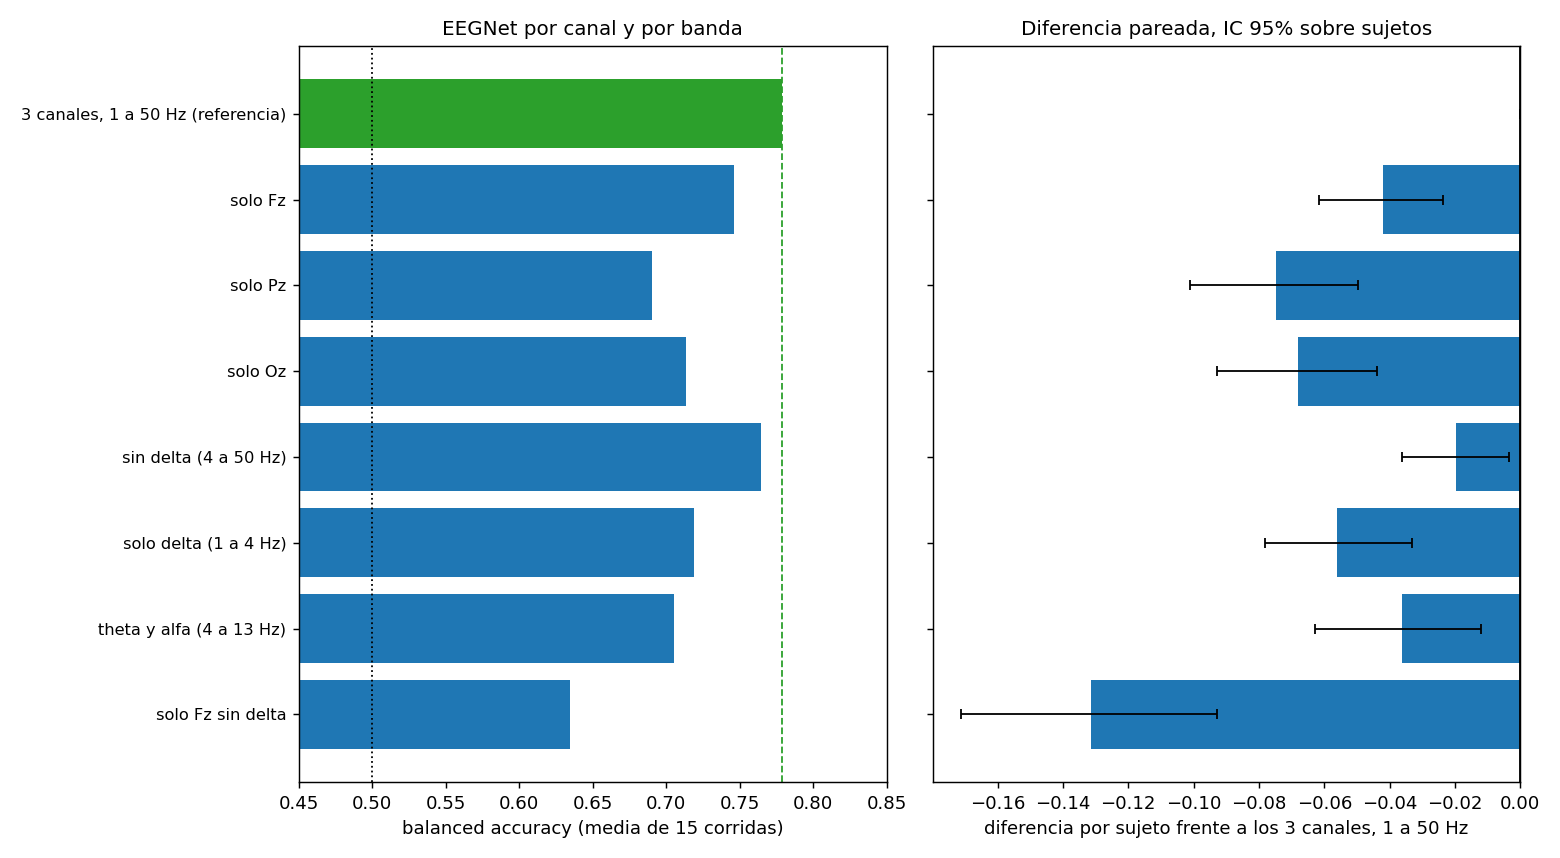 EEGNet por canal y por banda
3 canales, 1 a 50 Hz (referencia)
solo Fz
solo Pz
solo Oz
sin delta (4 a 50 Hz)
solo delta (1 a 4 Hz)
theta y alfa (4 a 13 Hz)
solo Fz sin delta
0.45 0.50 0.55 0.60 0.65 0.70 0.75 0.80 0.85
balanced accuracy (media de 15 corridas)
Diferencia pareada, IC 95% sobre sujetos
−0.16 −0.14 −0.12 −0.10 −0.08 −0.06 −0.04 −0.02 0.00
diferencia por sujeto frente a los 3 canales, 1 a 50 Hz